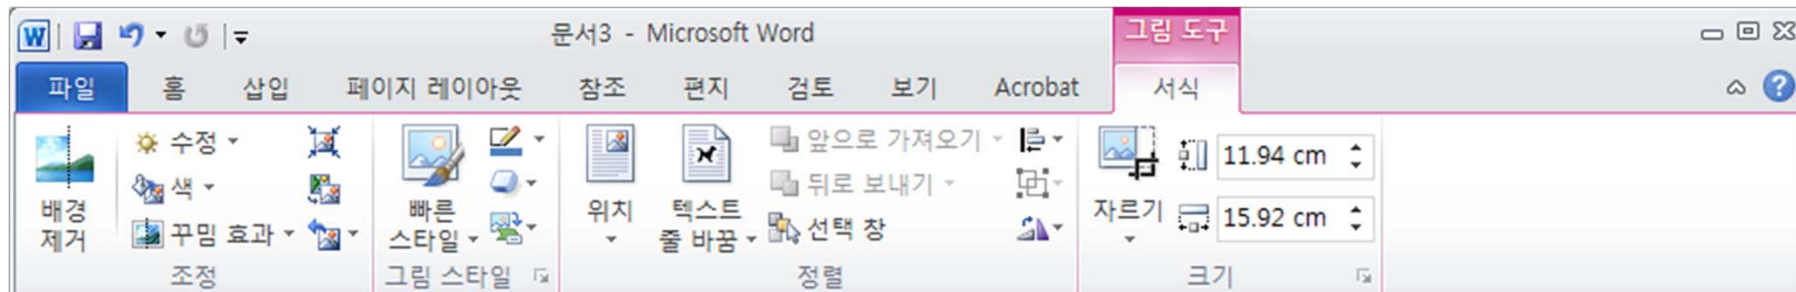 문서3 - Microsoft Word
그림 도구
파일 홈 삽입 페이지 레이아웃 참조 편지 검토 보기 Acrobat 서식
배경
제거
수정
색
꾸밈 효과
조정
빠른
스타일
그림 스타일
위치
텍스트
줄 바꿈
앞으로 가져오기
뒤로 보내기
선택 창
정렬
자르기
11.94 cm
15.92 cm
크기